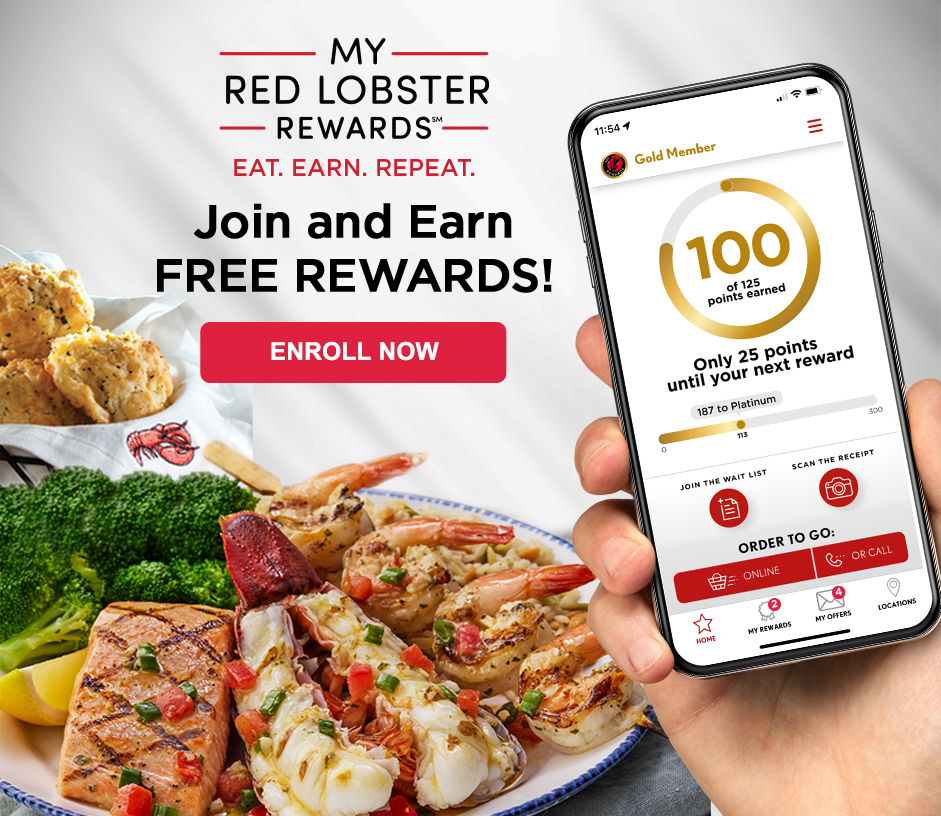 MY
RED LOBSTER
REWARDS℠
EAT. EARN. REPEAT.
Join and Earn
FREE REWARDS!
ENROLL NOW
11:54
Gold Member
100
of 125
points earned
Only 25 points
until your next reward
187 to Platinum
300
113
0
JOIN THE WAIT LIST
SCAN THE RECEIPT
ORDER TO GO:
ONLINE
OR CALL
2
4
HOME
MY REWARDS
MY OFFERS
LOCATIONS